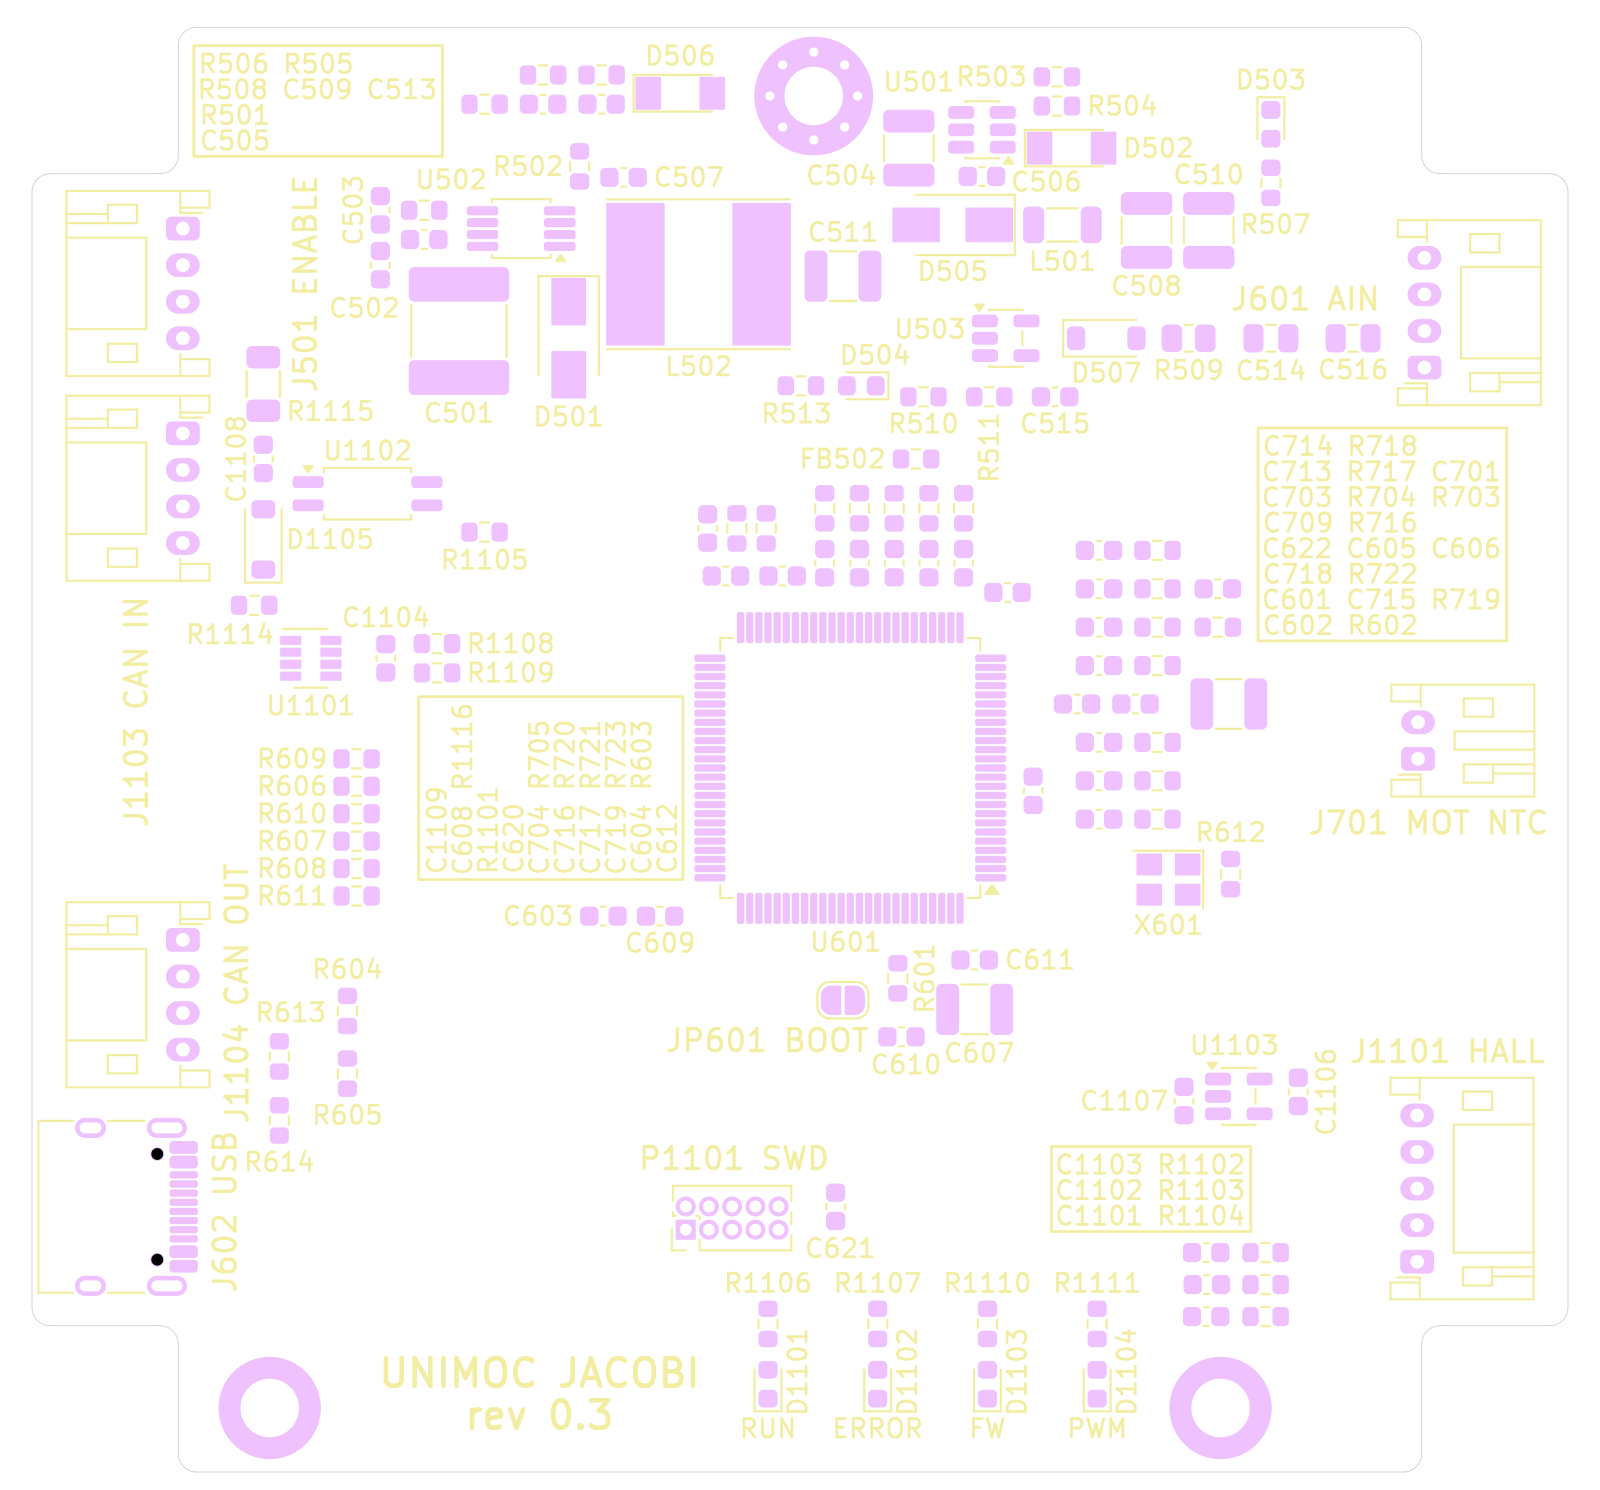 R506 R505
R508 C509 C513
R501
C505
D506
U501
R503
D503
R504
R502
D502
U502
C507
C504
C506
C510
C503
R507
J501 ENABLE
C511
D505
L501
C508
C502
J601 AIN
U503
D504
D507
R509
C514
C516
L502
C501
D501
R513
R510
R511
C515
R1115
C1108
U1102
FB502
C714 R718
C713 R717 C701
C703 R704 R703
C709 R716
C622 C605 C606
C718 R722
C601 C715 R719
C602 R602
D1105
R1105
J1103 CAN IN
R1114
C1104
R1108
R1109
U1101
C1109
C608 R1116
R1101
C620
C704 R705
C716 R720
C717 R721
C719 R723
C604 R603
C612
R609
R606
R610
R607
R608
R611
J701 MOT NTC
R612
X601
C603
C609
U601
R601
C611
J1104 CAN OUT
R604
R613
JP601 BOOT
C610
C607
U1103
J1101 HALL
C1106
C1107
R605
R614
J602 USB
P1101 SWD
C1103 R1102
C1102 R1103
C1101 R1104
C621
R1106
R1107
R1110
R1111
D1101
D1102
D1103
D1104
UNIMOC JACOBI
rev 0.3
RUN
ERROR
FW
PWM